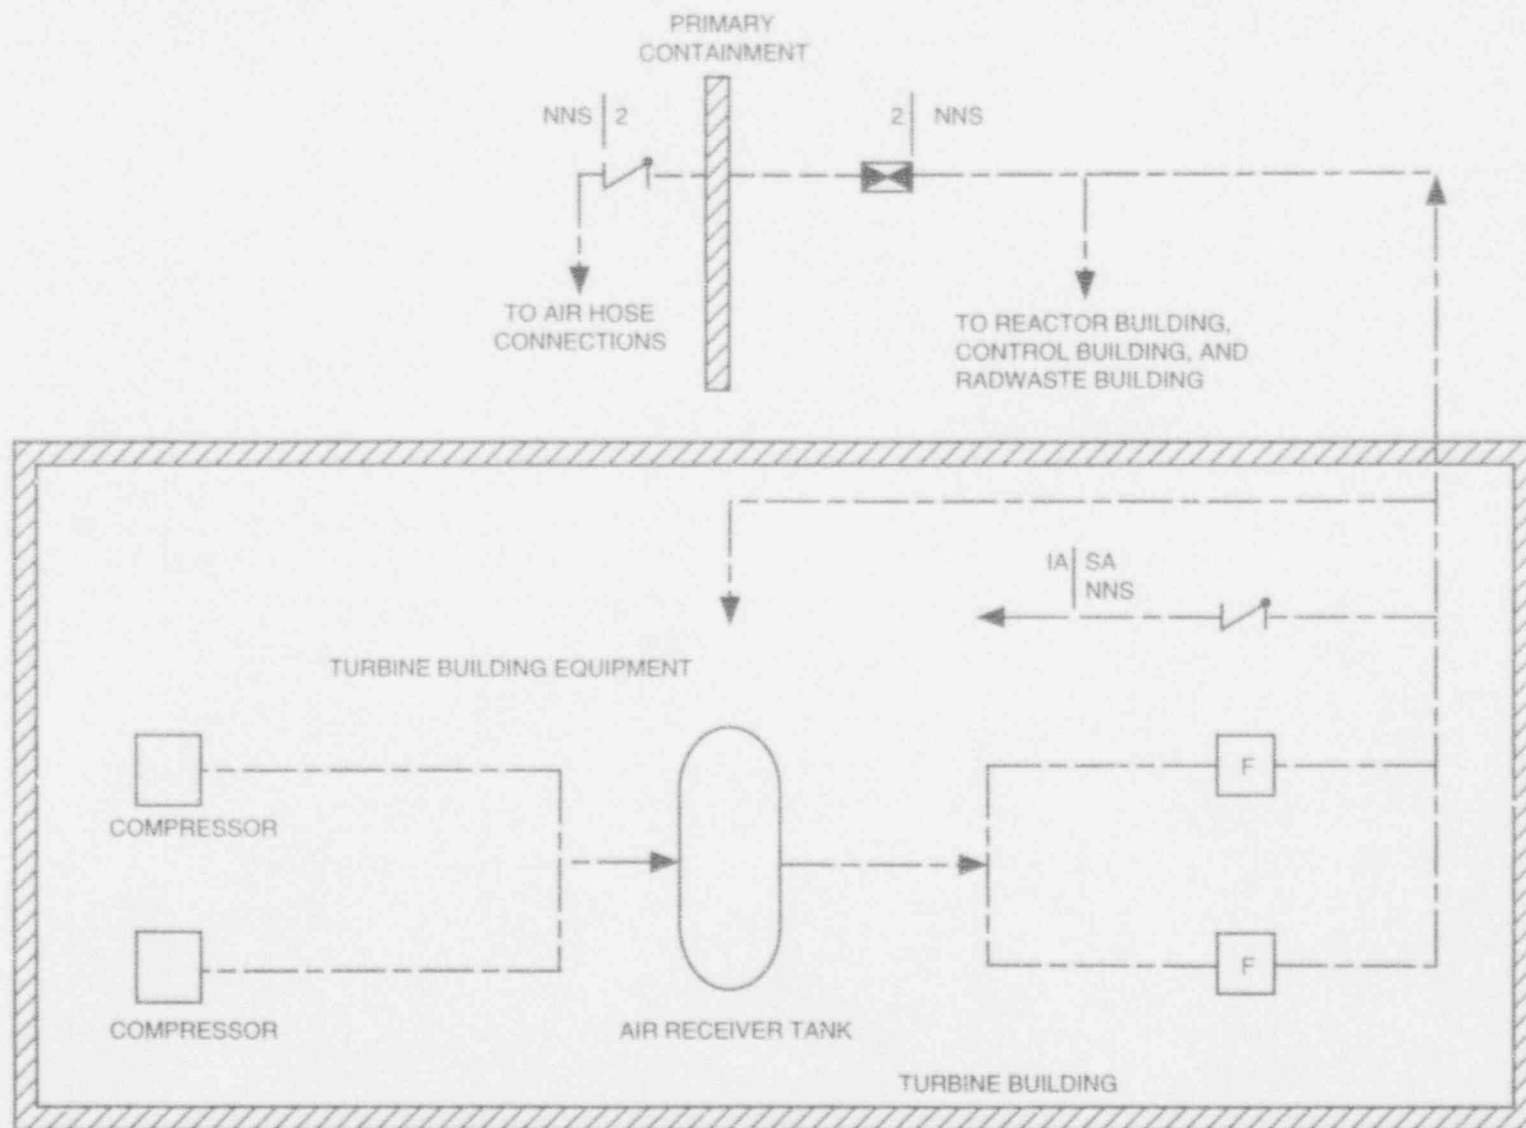 PRIMARY
CONTAINMENT
NNS 2
2 NNS
TO AIR HOSE
CONNECTIONS
TO REACTOR BUILDING,
CONTROL BUILDING, AND
RADWASTE BUILDING
IA SA
NNS
TURBINE BUILDING EQUIPMENT
F
COMPRESSOR
F
COMPRESSOR
AIR RECEIVER TANK
TURBINE BUILDING